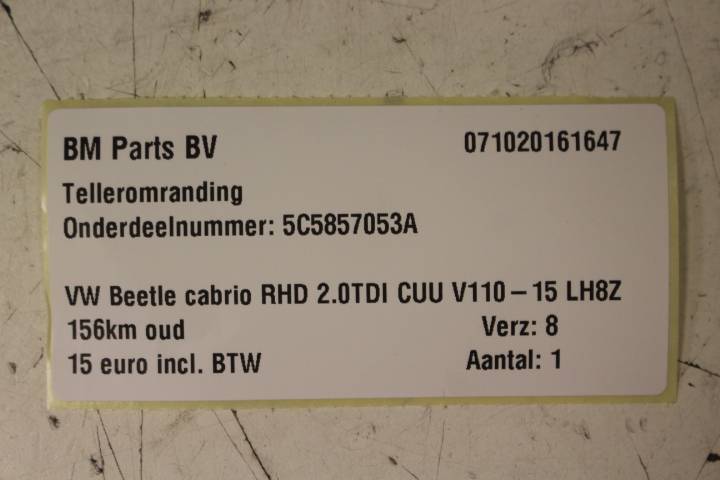 BM Parts BV 071020161647
Telleromranding
Onderdeelnummer: 5C5857053A
VW Beetle cabrio RHD 2.0TDI CUU V110 – 15 LH8Z
156km oud Verz: 8
15 euro incl. BTW Aantal: 1